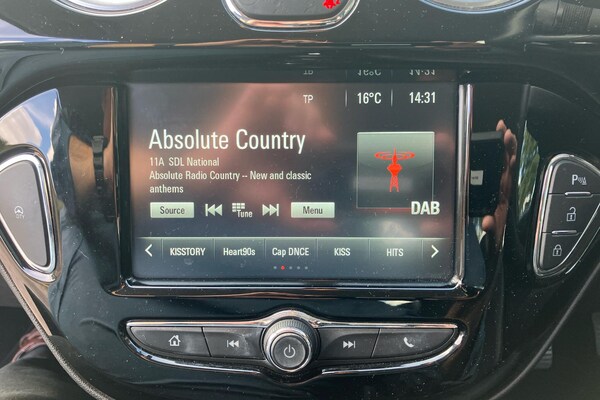 TP 16°C 14:31
Absolute Country
11A SDL National
Absolute Radio Country – New and classic
anthems
Source Tune Menu
DAB
KISSTORY Heart90s Cap DNCE KISS HITS
P